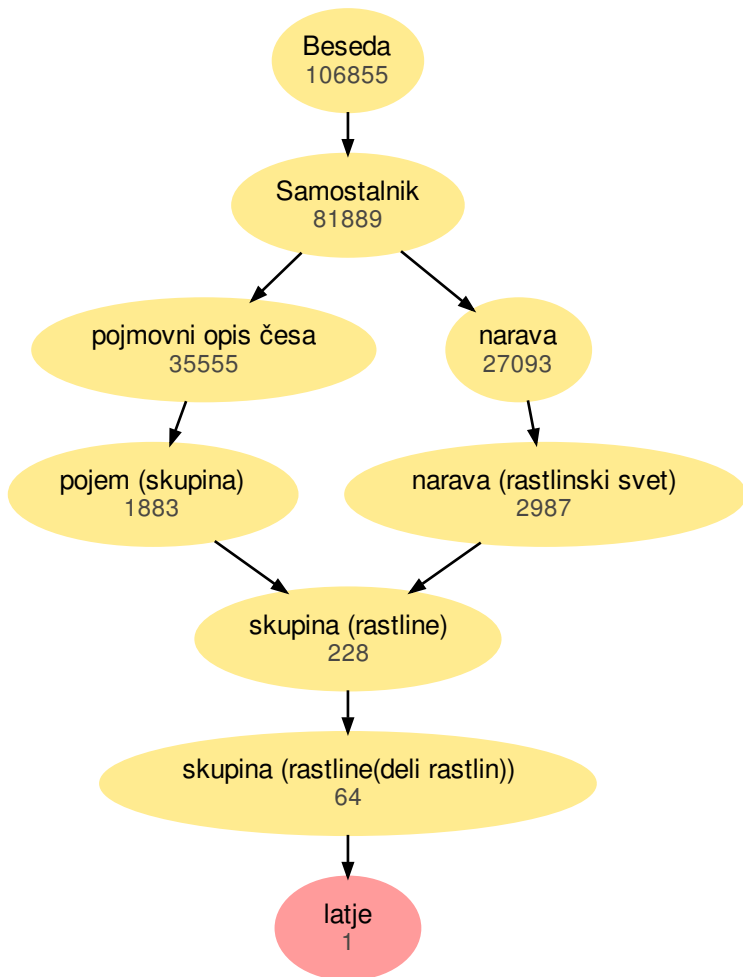 Beseda
106855
Samostalnik
81889
pojmovni opis česa
35555
narava
27093
pojem (skupina)
1883
narava (rastlinski svet)
2987
skupina (rastline)
228
skupina (rastline(deli rastlin))
64
latje
1